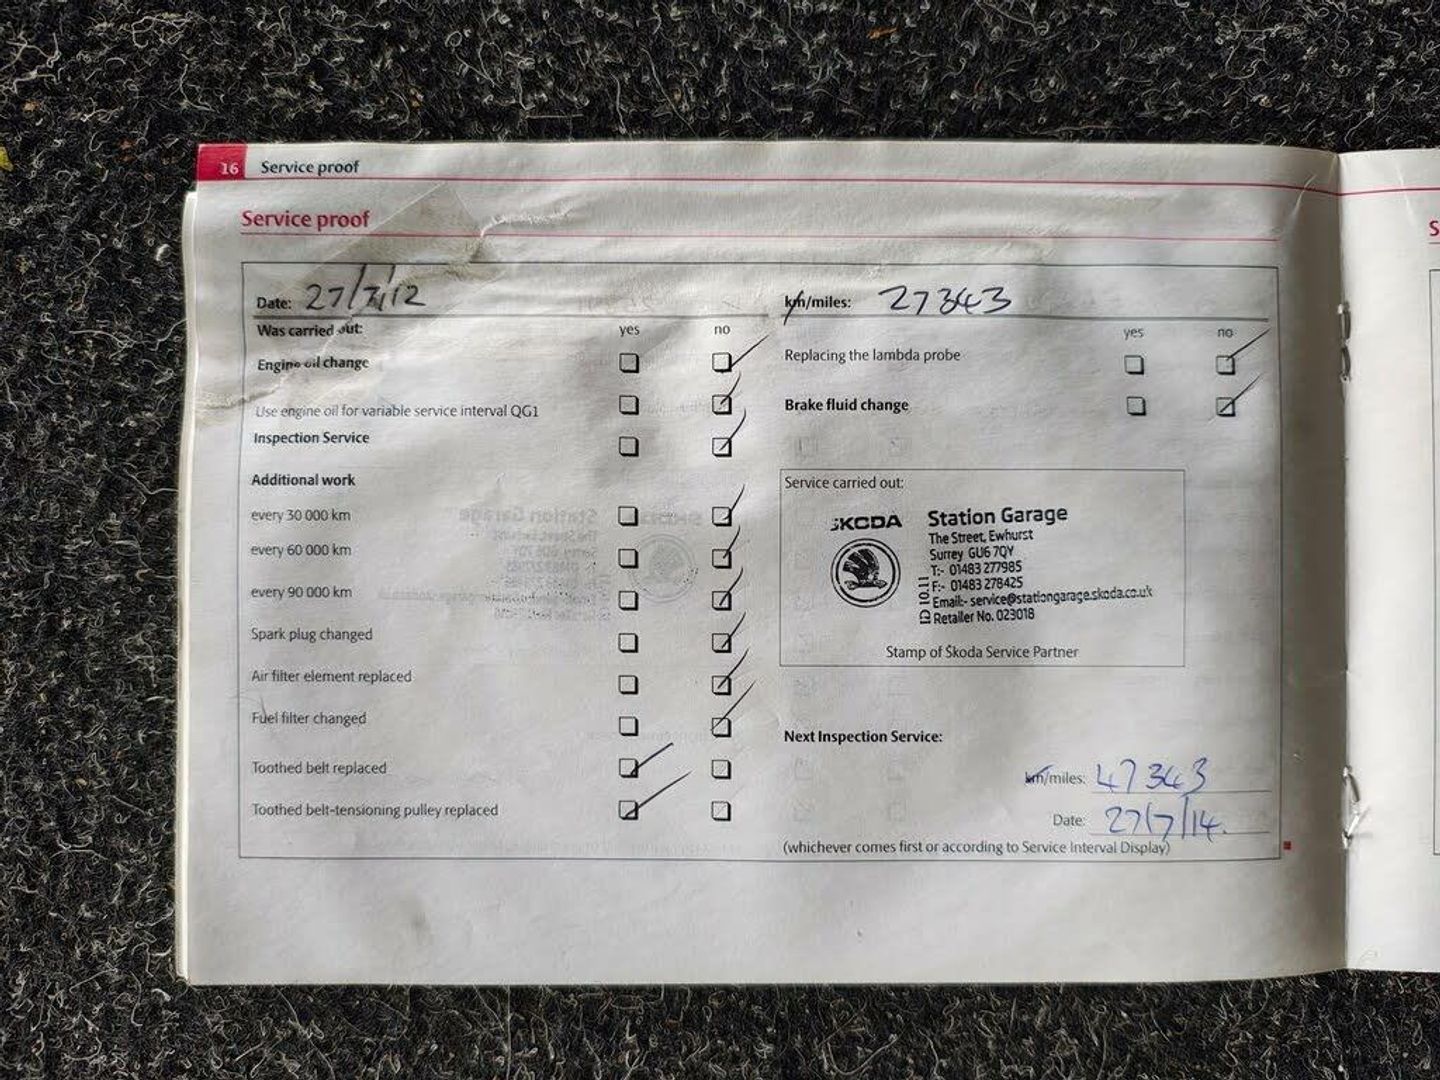 16 Service proof
Service proof
Date: 27/7/12
km/miles: 27343
Was carried out: yes no
Engine oil change
Use engine oil for variable service interval QG1
Inspection Service
Additional work
every 30 000 km
every 60 000 km
every 90 000 km
Spark plug changed
Air filter element replaced
Fuel filter changed
Toothed belt replaced
Toothed belt-tensioning pulley replaced
yes no
Replacing the lambda probe
Brake fluid change
Service carried out:
SKODA Station Garage
The Street, Ewhurst
Surrey GU6 7QY
T:- 01483 277985
F:- 01483 278425
Email:- service@stationgarage.skoda.co.uk
Retailer No. 023018
Stamp of Škoda Service Partner
Next Inspection Service:
km/miles: 47343
Date: 27/7/14.
(whichever comes first or according to Service Interval Display)
S